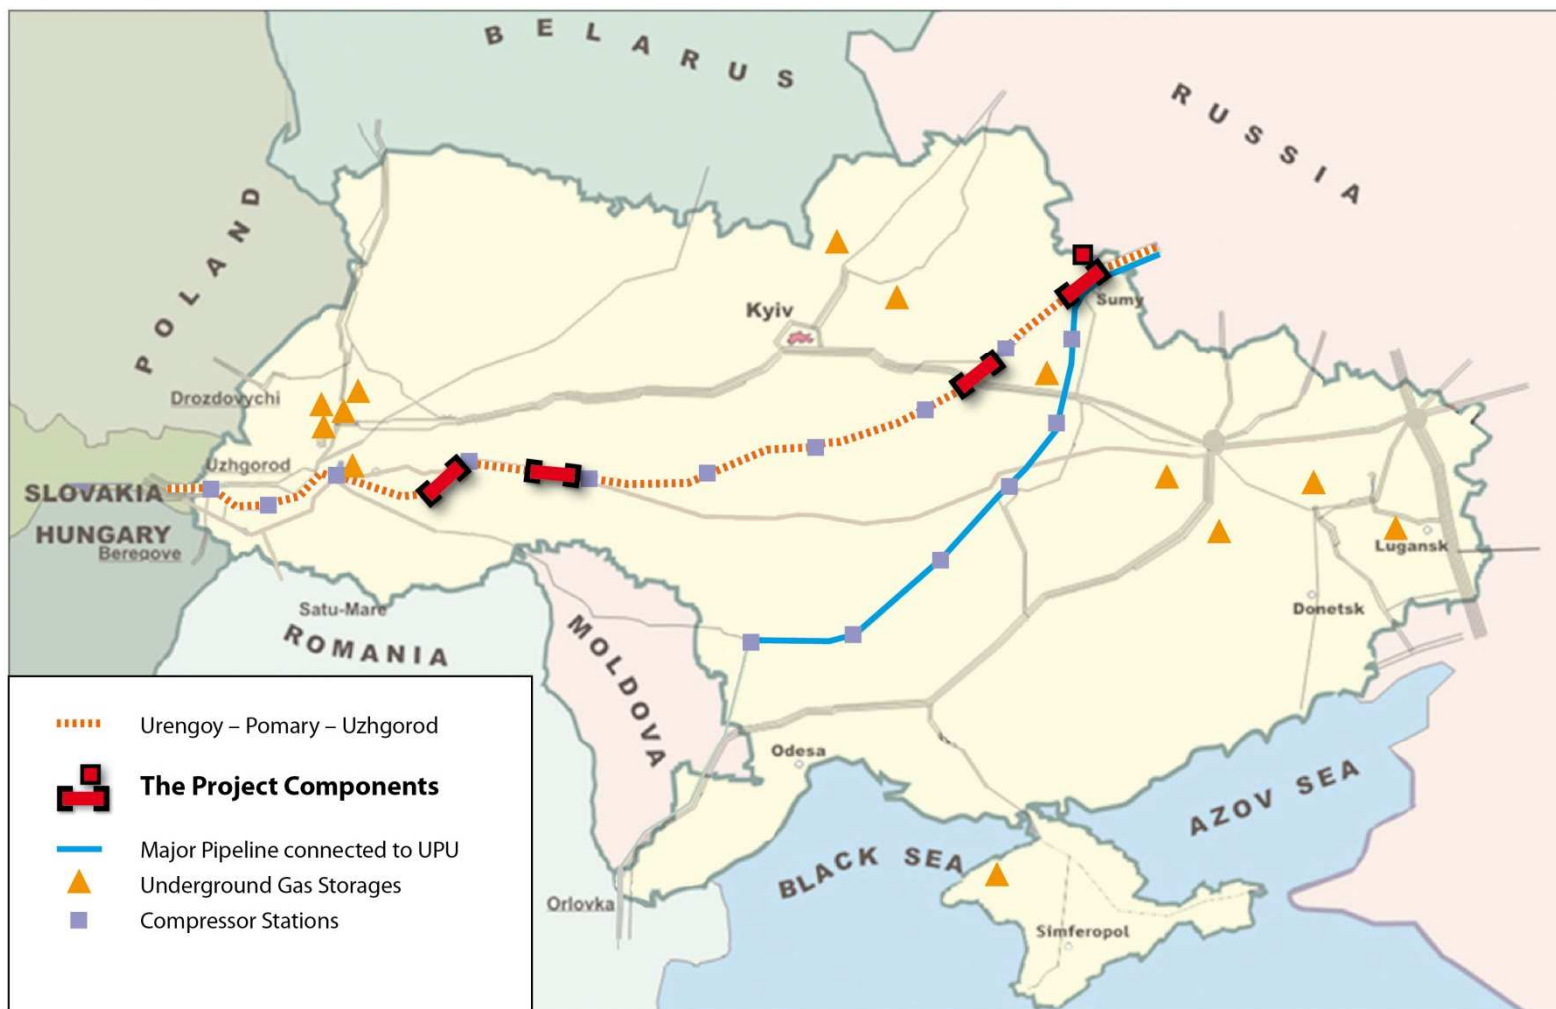 BELARUS
RUSSIA
POLAND
Kyiv
Sumy
Drozdovychi
Uzhgorod
SLOVAKIA
HUNGARY
Beregove
Lugansk
Donetsk
Satu-Mare
ROMANIA
MOLDOVA
Odesa
AZOV SEA
BLACK SEA
Orlovka
Simferopol
Urengoy – Pomary – Uzhgorod
The Project Components
Major Pipeline connected to UPU
Underground Gas Storages
Compressor Stations